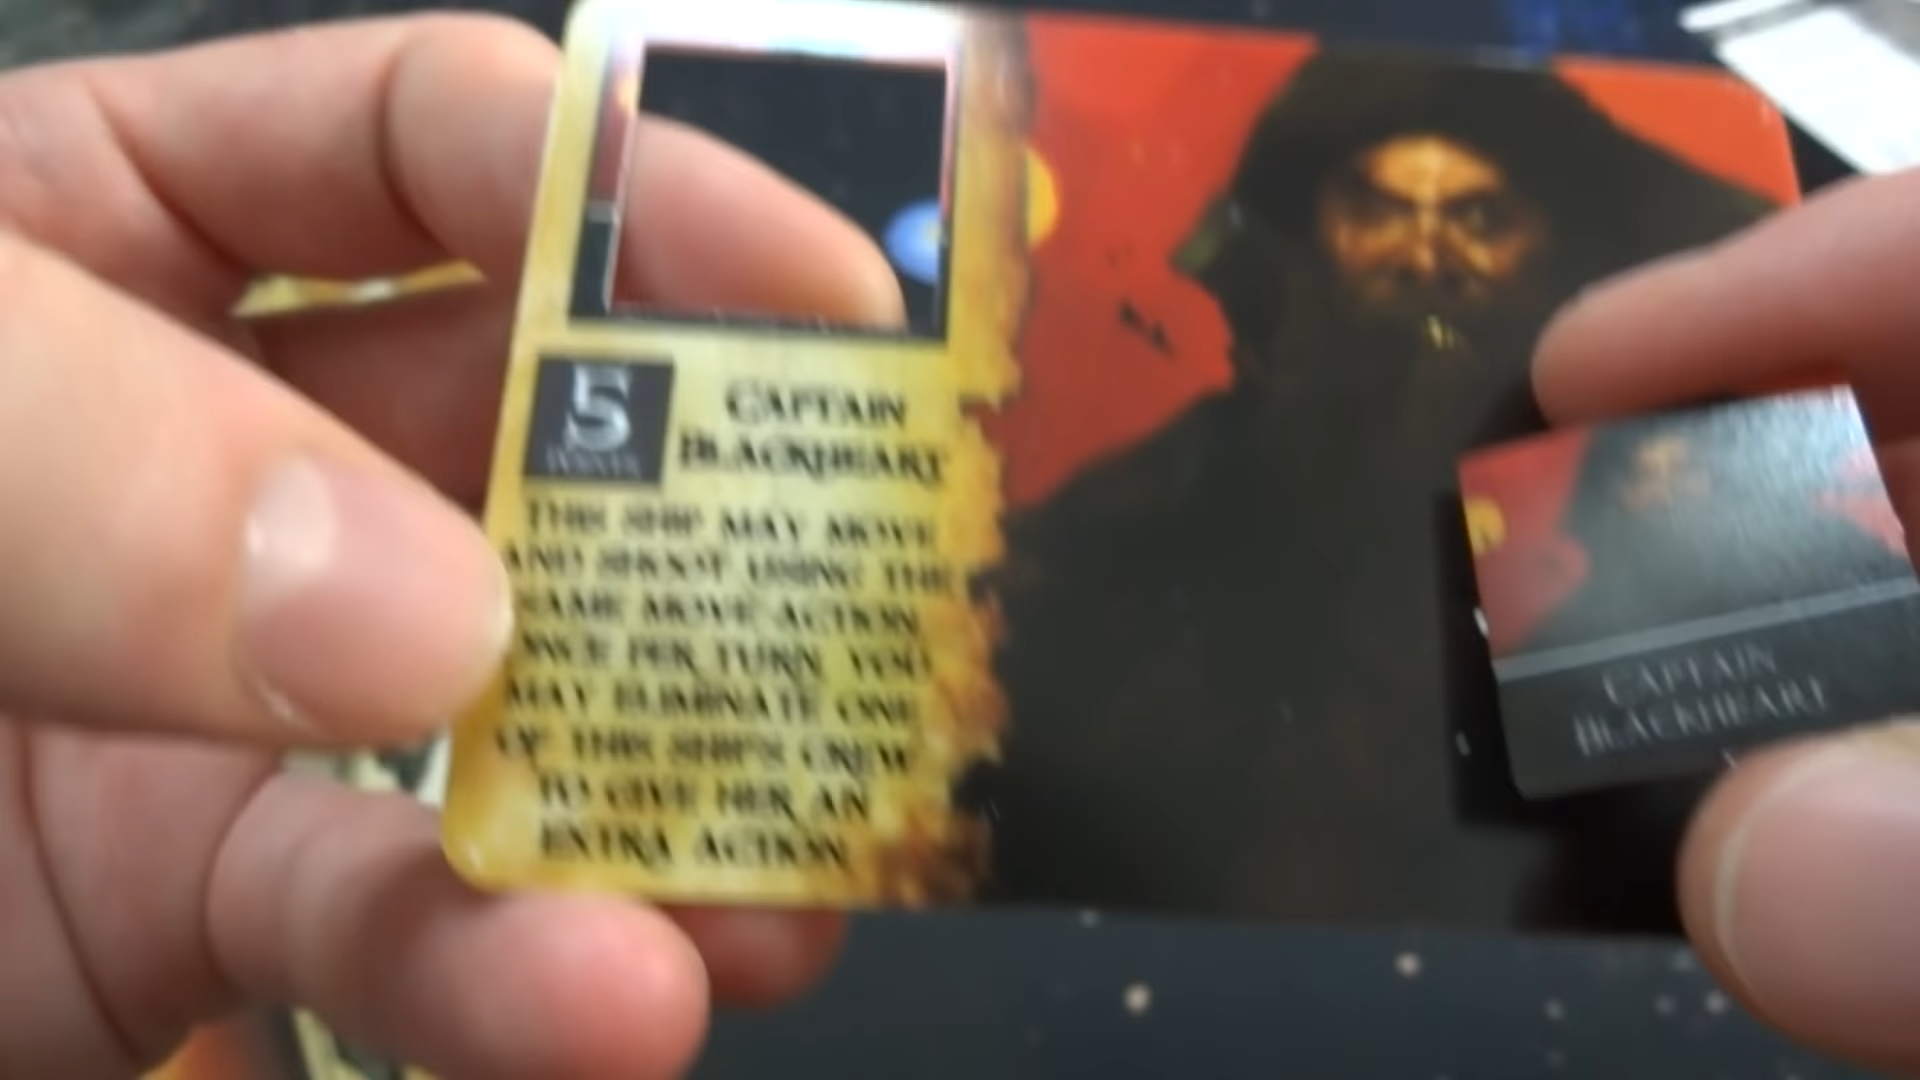 5
POINTS
CAPTAIN
BLACKHEART
THIS SHIP MAY MOVE
AND SHOOT USING THE
SAME MOVE ACTION
ONCE PER TURN. YOU
MAY ELIMINATE ONE
OF THIS SHIP'S CREW
TO GIVE HER AN
EXTRA ACTION
CAPTAIN
BLACKHEART